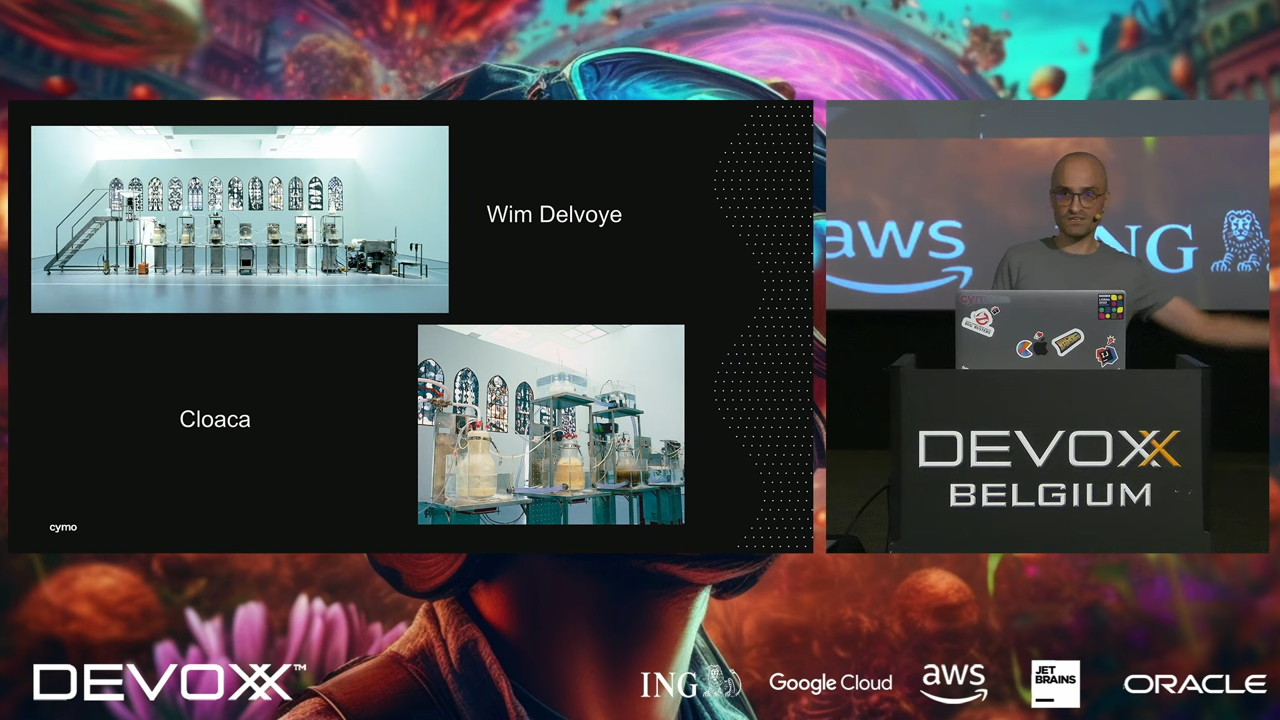 Wim Delvoye
Cloaca
cymo
aws
ING
DEVOXX
BELGIUM
DEVOXX™
ING
Google Cloud
aws
JET
BRAINS
ORACLE